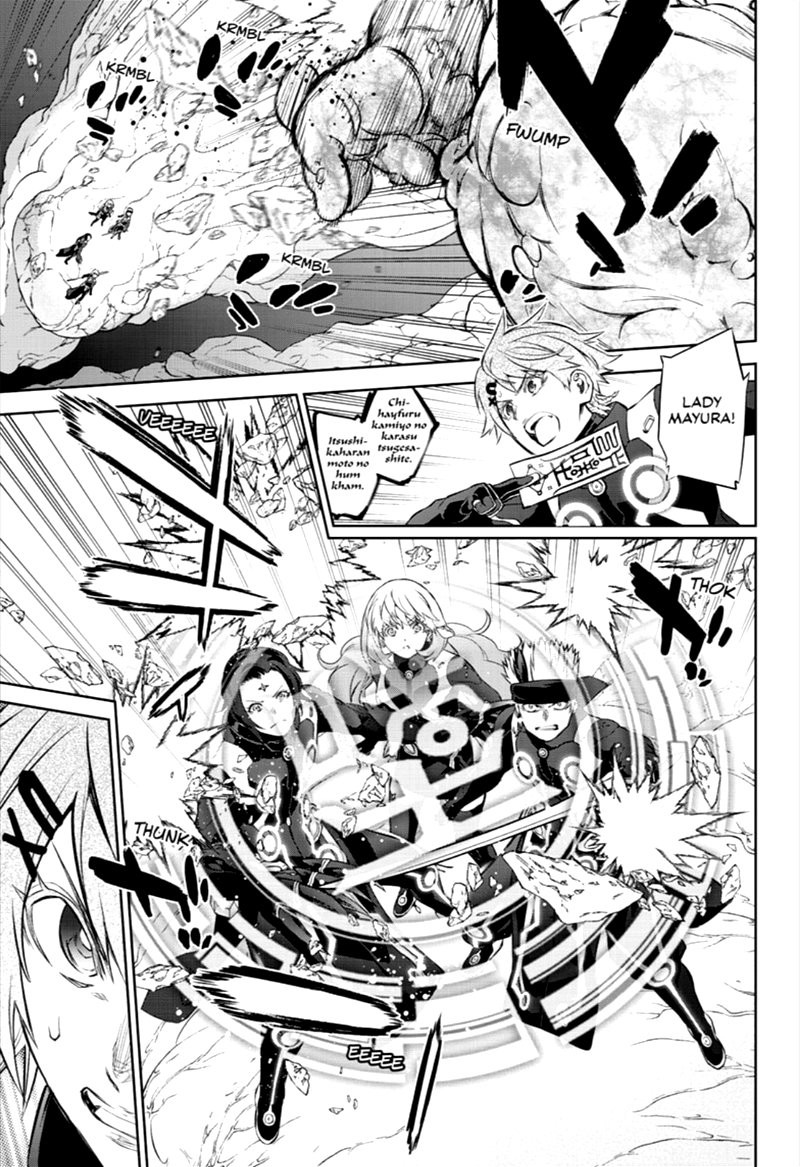 FWUMP
KRMBL
KRMBL
KRMBL
LADY
MAYURA!
Chi-
hayfuru
kamiyo no
karasu
tsugesa-
shite.
Itsushi-
kaharan
moto no
hum
kham.
VEEEEEE
THOK
THUNK
EEEEE